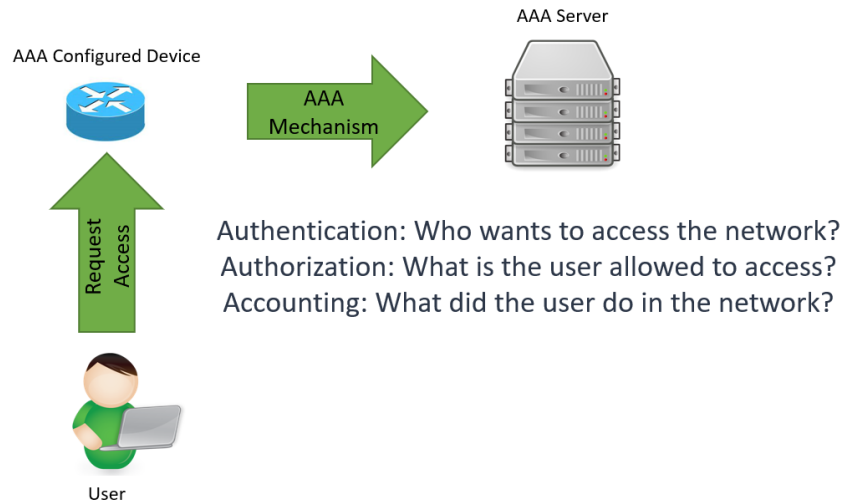 AAA Server
AAA Configured Device
AAA
Mechanism
Request
Access
Authentication: Who wants to access the network?
Authorization: What is the user allowed to access?
Accounting: What did the user do in the network?
User